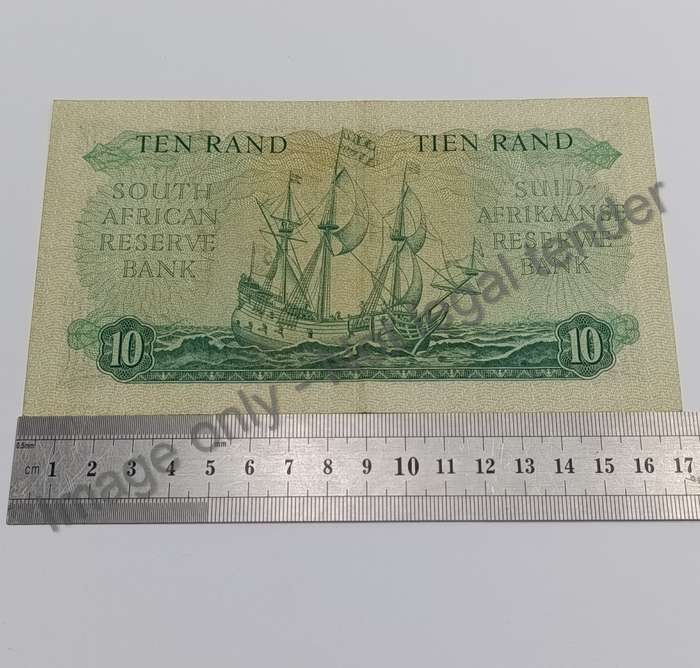 TEN RAND
TIEN RAND
SOUTH
AFRICAN
RESERVE
BANK
SUID-
AFRIKAANSE
RESERWE
BANK
10
10
Image only - Not legal tender
0.5mm
mm
cm 1 2 3 4 5 6 7 8 9 10 11 12 13 14 15 16 17